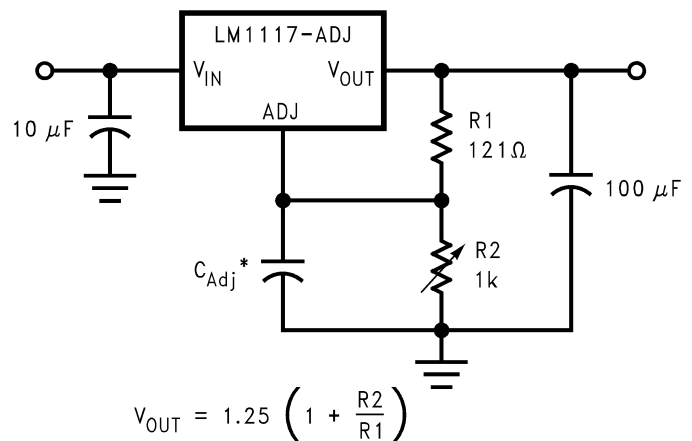 LM1117-ADJ
V_IN
V_OUT
ADJ
10 μF
R1
121Ω
100 μF
C_Adj*
R2
1k
V_OUT = 1.25 (1 + R2/R1)